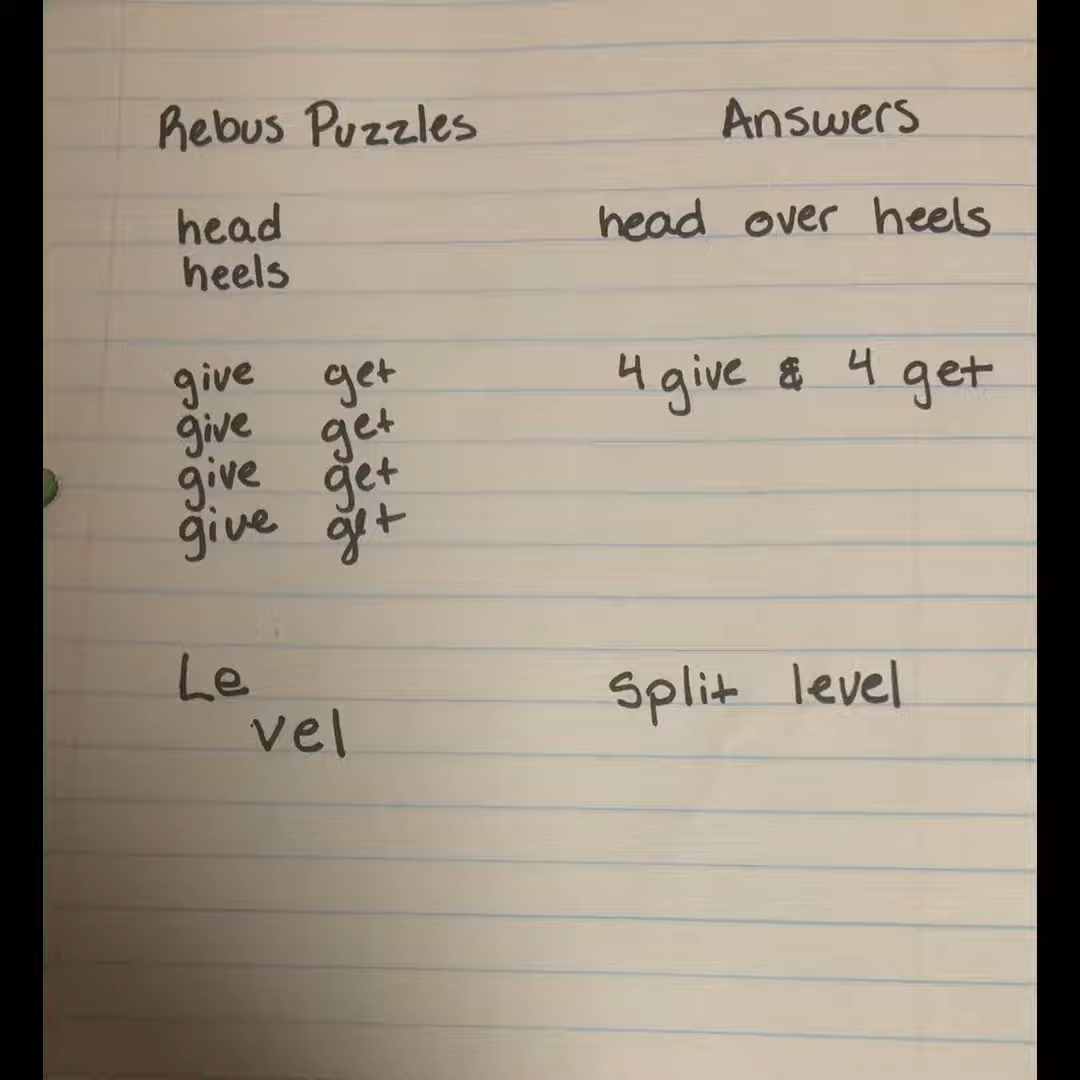 Rebus Puzzles Answers
head head over heels
heels
give get 4 give & 4 get
give get
give get
give get
Le
vel split level